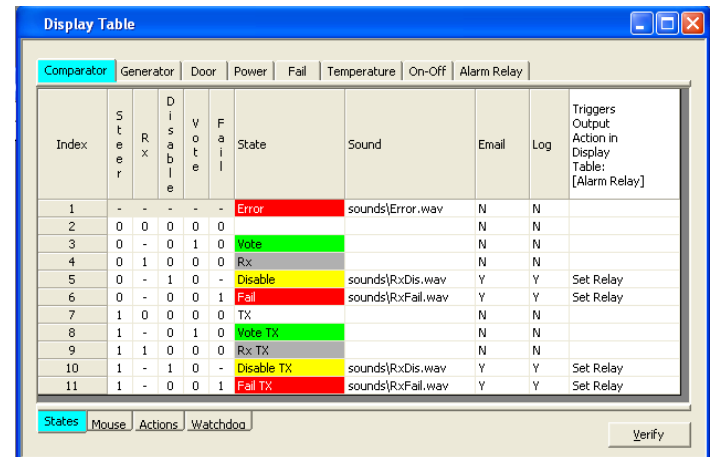 Display Table
Comparator Generator Door Power Fail Temperature On-Off Alarm Relay
Index Steer Rx Disable Vote Fail State Sound Email Log Triggers Output Action in Display Table: [Alarm Relay]
1 - - - - - Error sounds\Error.wav N N
2 0 0 0 0 0 N N
3 0 - 0 1 0 Vote N N
4 0 1 0 0 0 Rx N N
5 0 - 1 0 - Disable sounds\RxDis.wav Y Y Set Relay
6 0 - 0 0 1 Fail sounds\RxFail.wav Y Y Set Relay
7 1 0 0 0 0 TX N N
8 1 - 0 1 0 Vote TX N N
9 1 1 0 0 0 Rx TX N N
10 1 - 1 0 - Disable TX sounds\RxDis.wav Y Y Set Relay
11 1 - 0 0 1 Fail TX sounds\RxFail.wav Y Y Set Relay
States Mouse Actions Watchdog
Verify